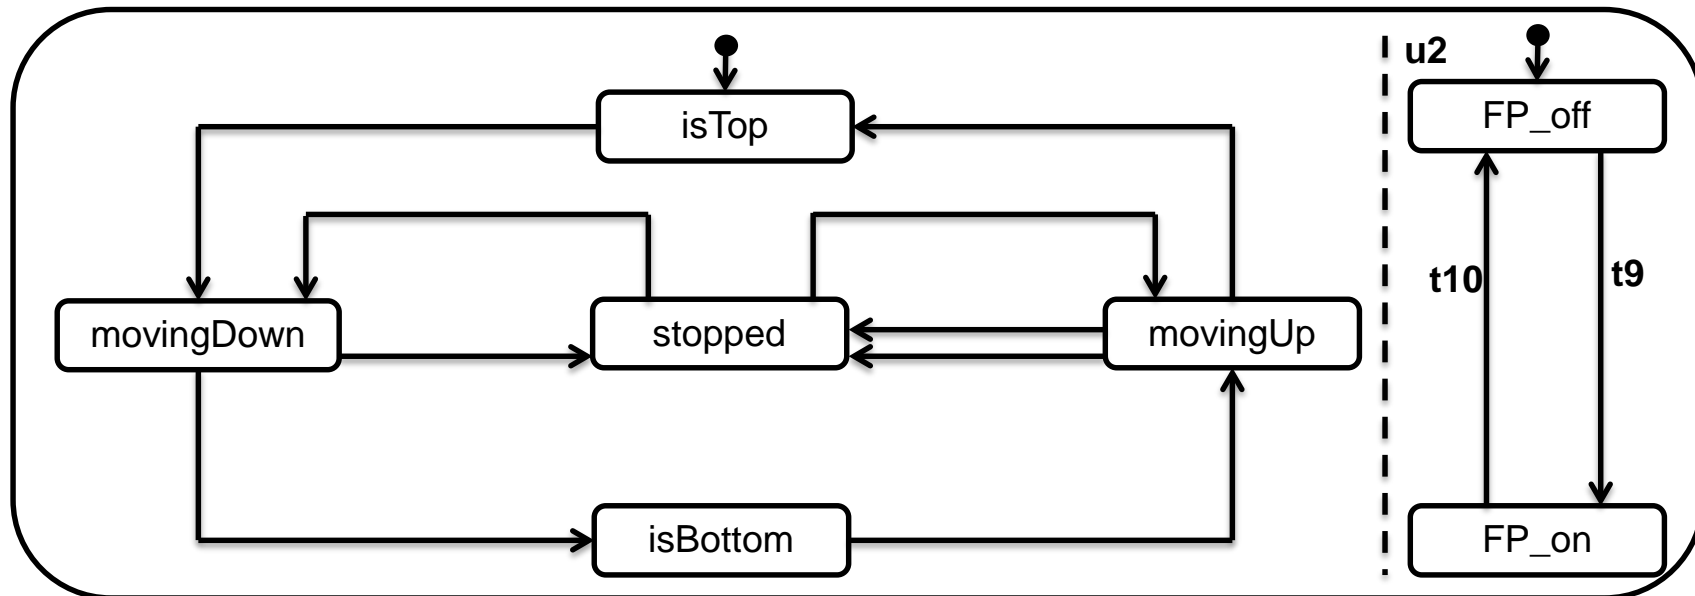 isTop
movingDown
stopped
movingUp
isBottom
u2
FP_off
t10
t9
FP_on